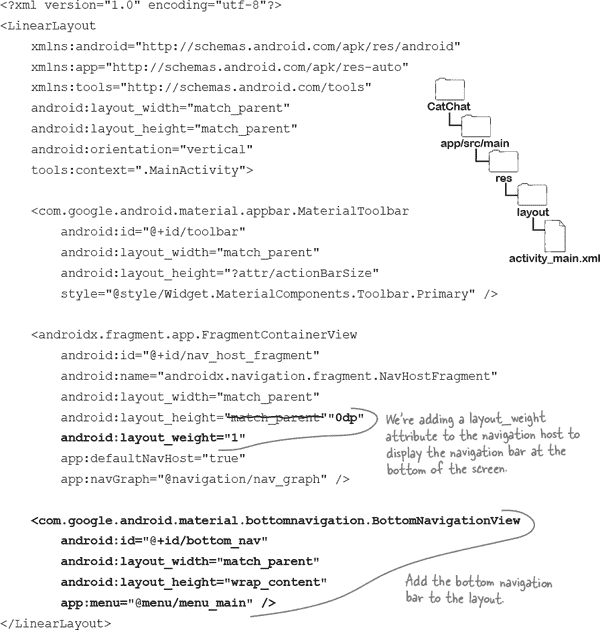 <?xml version="1.0" encoding="utf-8"?>
<LinearLayout
xmlns:android="http://schemas.android.com/apk/res/android"
xmlns:app="http://schemas.android.com/apk/res-auto"
xmlns:tools="http://schemas.android.com/tools"
android:layout_width="match_parent"
android:layout_height="match_parent"
android:orientation="vertical"
tools:context=".MainActivity">
CatChat
app/src/main
res
layout
activity_main.xml
<com.google.android.material.appbar.MaterialToolbar
android:id="@+id/toolbar"
android:layout_width="match_parent"
android:layout_height="?attr/actionBarSize"
style="@style/Widget.MaterialComponents.Toolbar.Primary" />
<androidx.fragment.app.FragmentContainerView
android:id="@+id/nav_host_fragment"
android:name="androidx.navigation.fragment.NavHostFragment"
android:layout_width="match_parent"
android:layout_height="match_parent""0dp"
android:layout_weight="1"
app:defaultNavHost="true"
app:navGraph="@navigation/nav_graph" />
We're adding a layout_weight
attribute to the navigation host to
display the navigation bar at the
bottom of the screen.
<com.google.android.material.bottomnavigation.BottomNavigationView
android:id="@+id/bottom_nav"
android:layout_width="match_parent"
android:layout_height="wrap_content"
app:menu="@menu/menu_main" />
Add the bottom navigation
bar to the layout.
</LinearLayout>